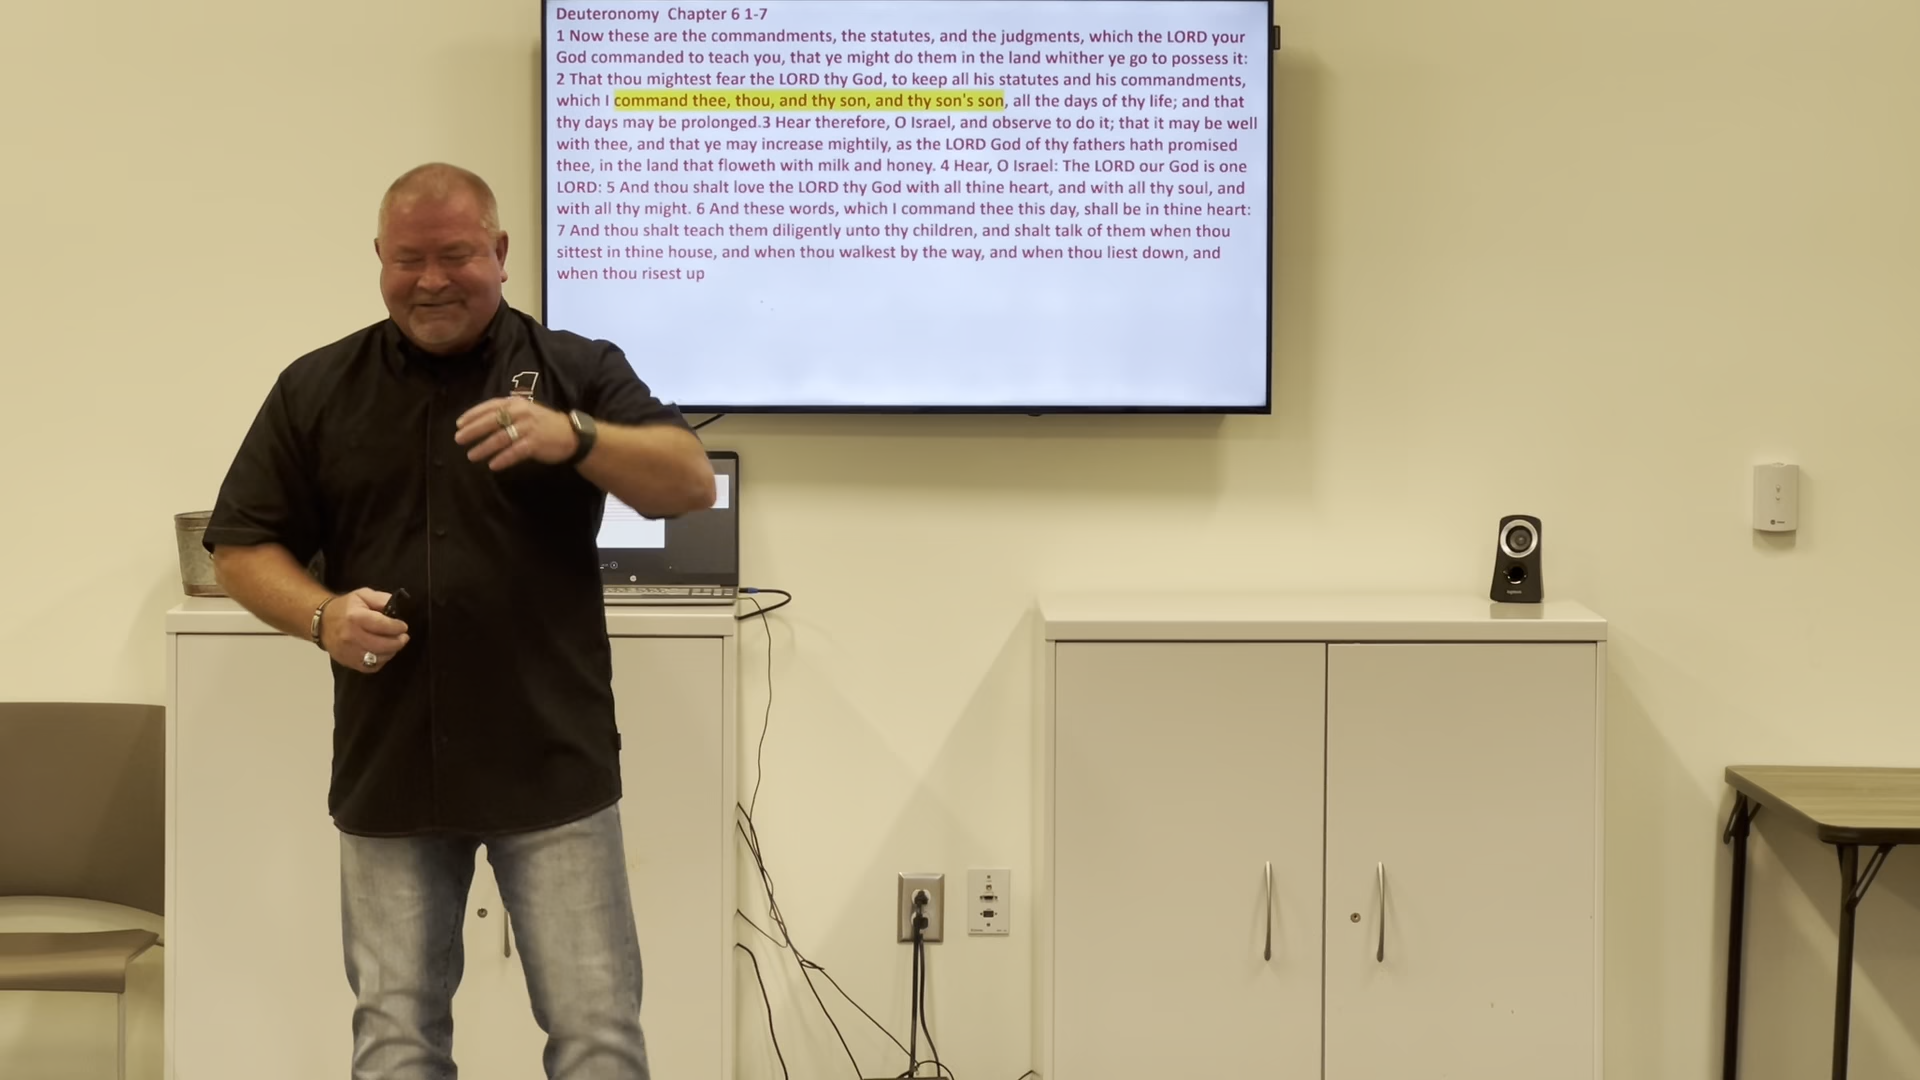 Deuteronomy  Chapter 6 1-7
1 Now these are the commandments, the statutes, and the judgments, which the LORD your
God commanded to teach you, that ye might do them in the land whither ye go to possess it:
2 That thou mightest fear the LORD thy God, to keep all his statutes and his commandments,
which I command thee, thou, and thy son, and thy son's son, all the days of thy life; and that
thy days may be prolonged.3 Hear therefore, O Israel, and observe to do it; that it may be well
with thee, and that ye may increase mightily, as the LORD God of thy fathers hath promised
thee, in the land that floweth with milk and honey. 4 Hear, O Israel: The LORD our God is one
LORD: 5 And thou shalt love the LORD thy God with all thine heart, and with all thy soul, and
with all thy might. 6 And these words, which I command thee this day, shall be in thine heart:
7 And thou shalt teach them diligently unto thy children, and shalt talk of them when thou
sittest in thine house, and when thou walkest by the way, and when thou liest down, and
when thou risest up
1